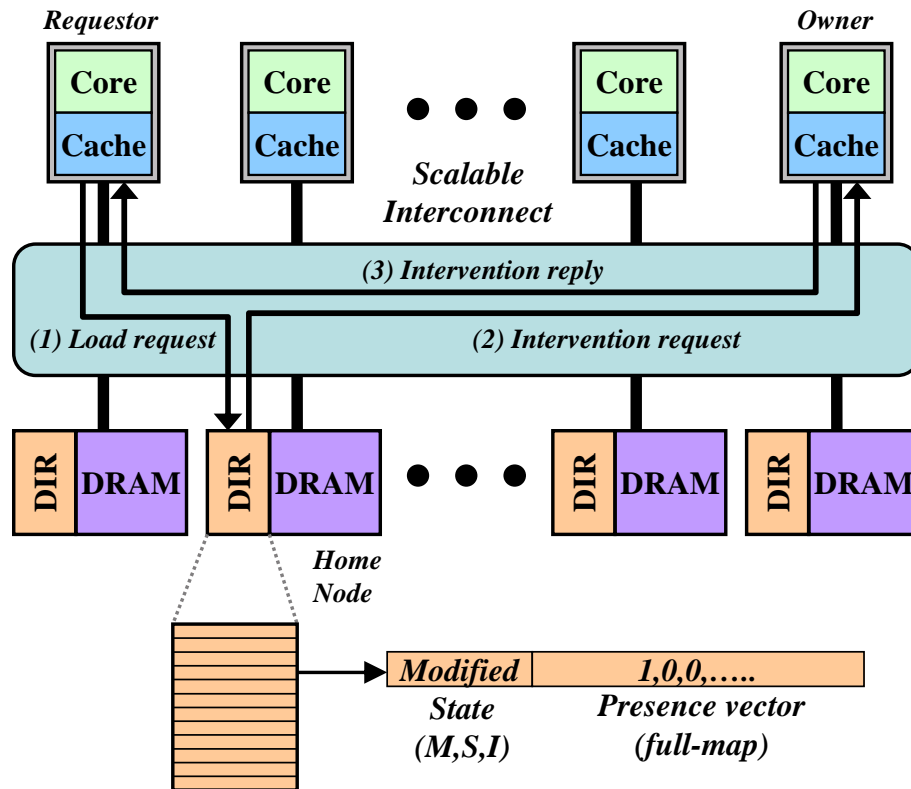 Requestor
Owner
Core
Core
Core
Core
Cache
Cache
Cache
Cache
Scalable
Interconnect
(3) Intervention reply
(1) Load request
(2) Intervention request
DIR
DRAM
DIR
DRAM
DIR
DRAM
DIR
DRAM
Home
Node
Modified
1,0,0,.....
State
(M,S,I)
Presence vector
(full-map)